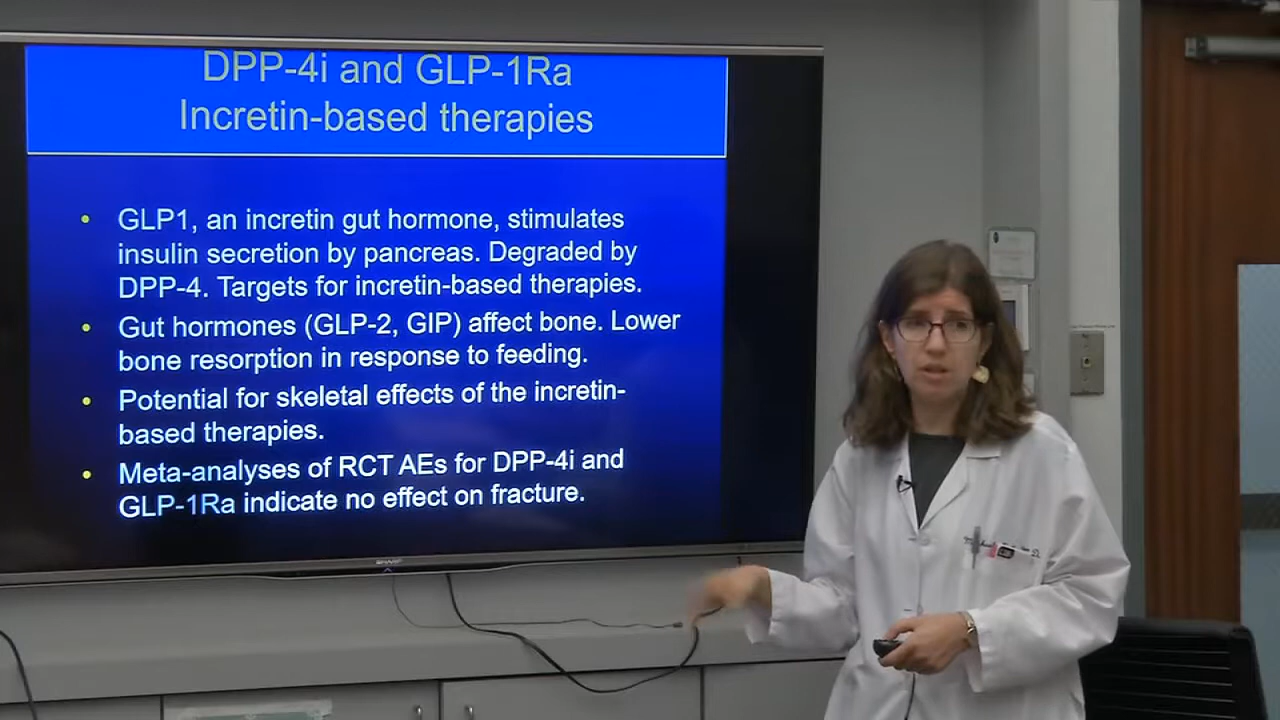 DPP-4i and GLP-1Ra
Incretin-based therapies
• GLP1, an incretin gut hormone, stimulates
insulin secretion by pancreas. Degraded by
DPP-4. Targets for incretin-based therapies.
• Gut hormones (GLP-2, GIP) affect bone. Lower
bone resorption in response to feeding.
• Potential for skeletal effects of the incretin-
based therapies.
• Meta-analyses of RCT AEs for DPP-4i and
GLP-1Ra indicate no effect on fracture.
SHARP